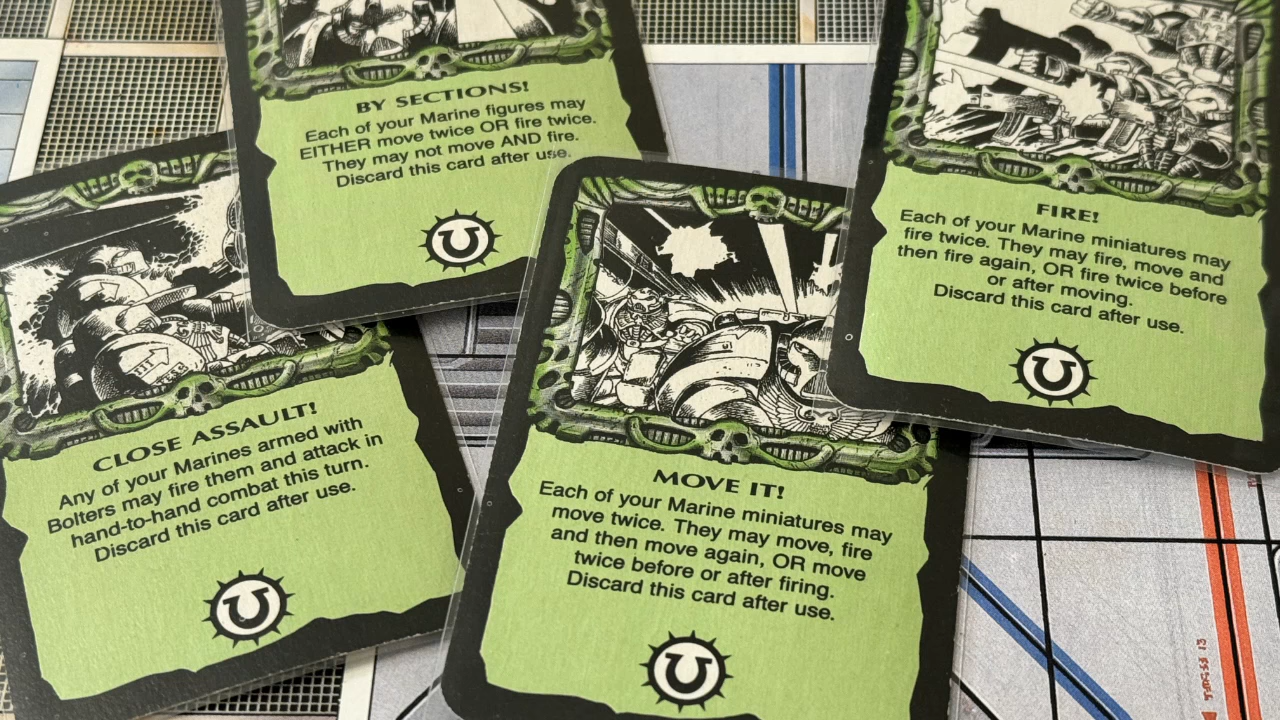 BY SECTIONS!
Each of your Marine figures may
EITHER move twice OR fire twice.
They may not move AND fire.
Discard this card after use.
FIRE!
Each of your Marine miniatures may
fire twice. They may fire, move and
then fire again, OR fire twice before
or after moving.
Discard this card after use.
CLOSE ASSAULT!
Any of your Marines armed with
Bolters may fire them and attack in
hand-to-hand combat this turn.
Discard this card after use.
MOVE IT!
Each of your Marine miniatures may
move twice. They may move, fire
and then move again, OR move
twice before or after firing.
Discard this card after use.